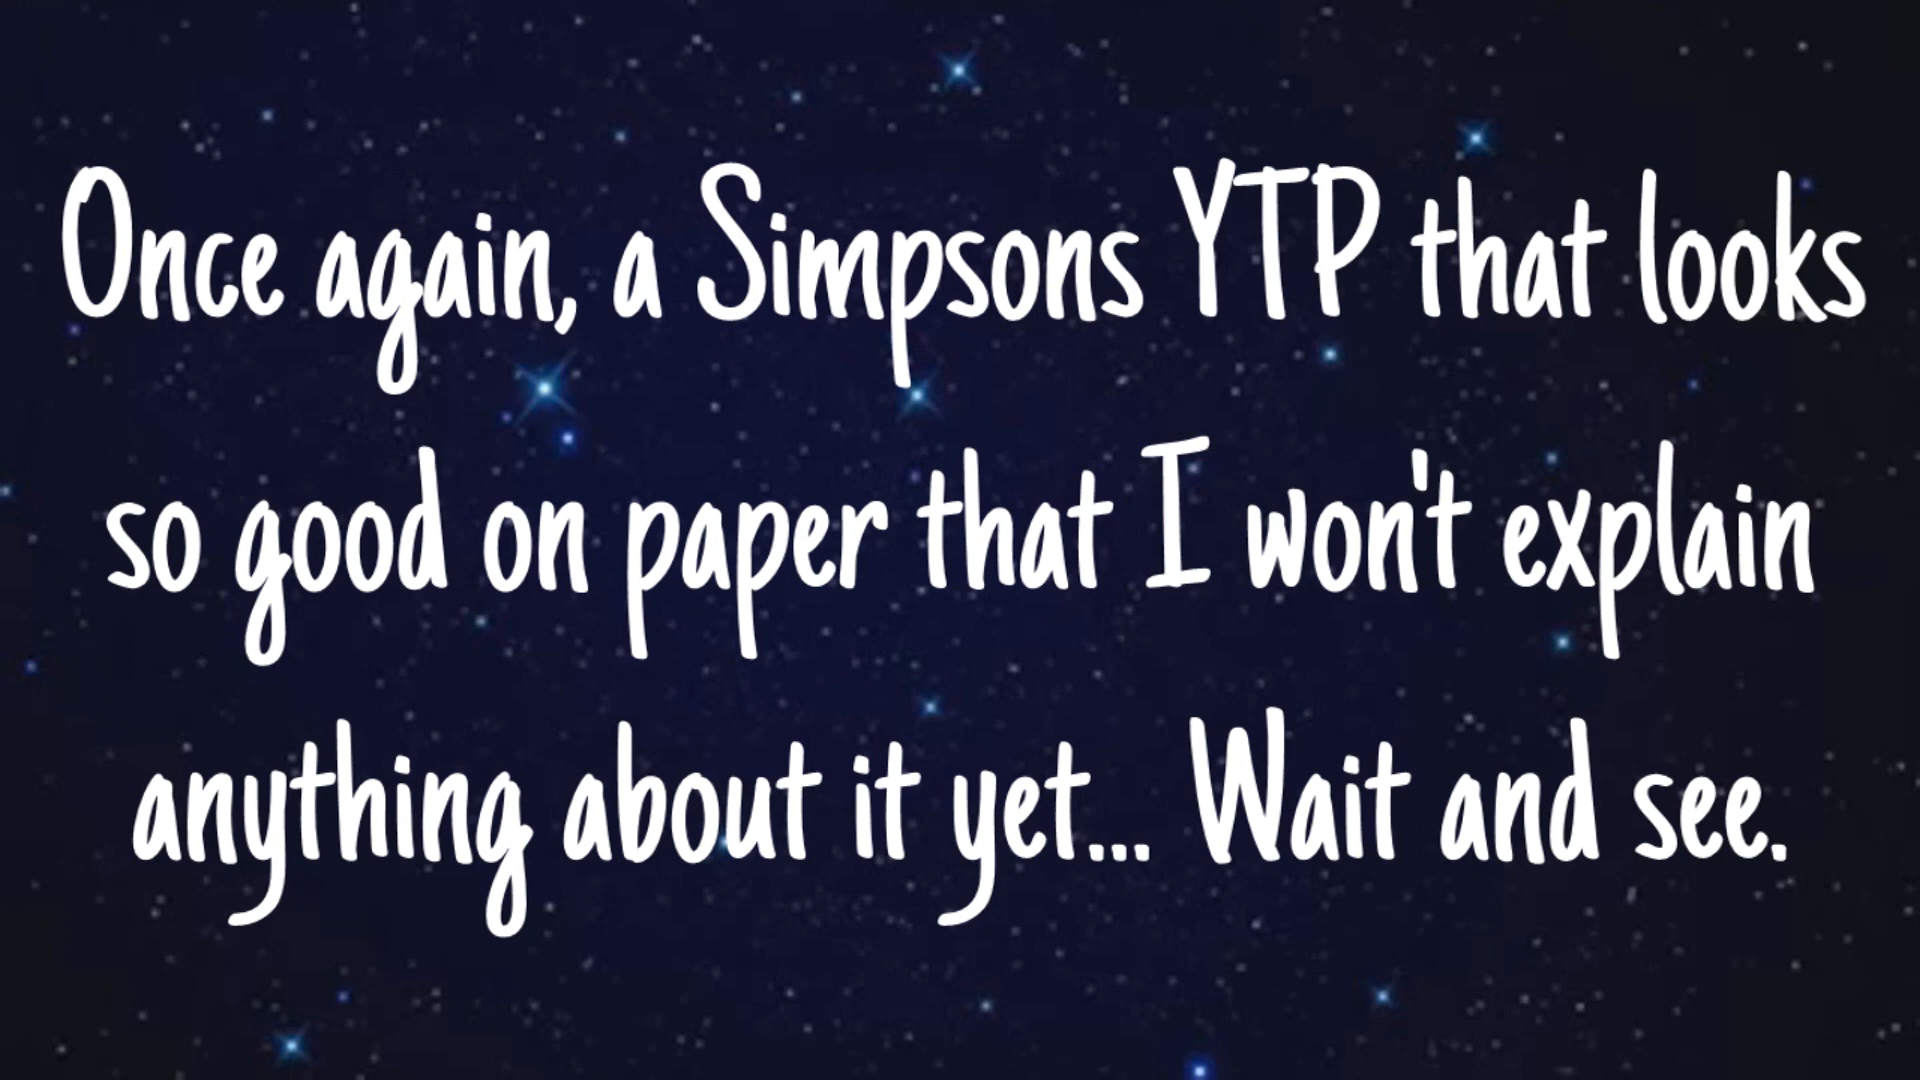 Once again, a Simpsons YTP that looks
so good on paper that I won't explain
anything about it yet... Wait and see.